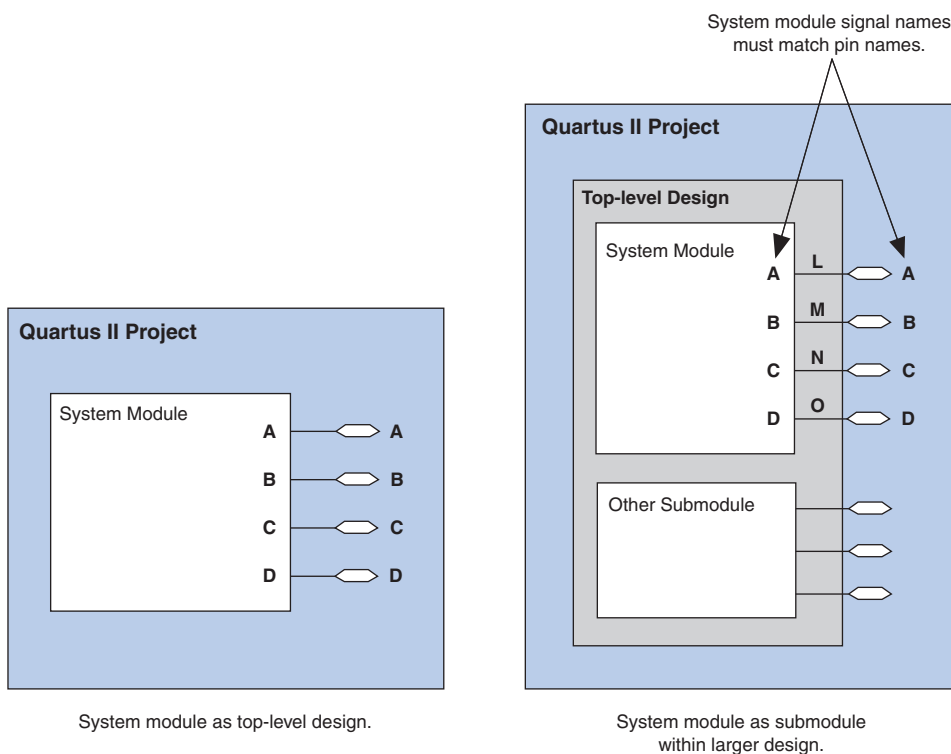 System module signal names
must match pin names.
Quartus II Project
Top-level Design
System Module
A L A
B M B
C N C
D O D
Other Submodule
System module as submodule
within larger design.
Quartus II Project
System Module
A A
B B
C C
D D
System module as top-level design.